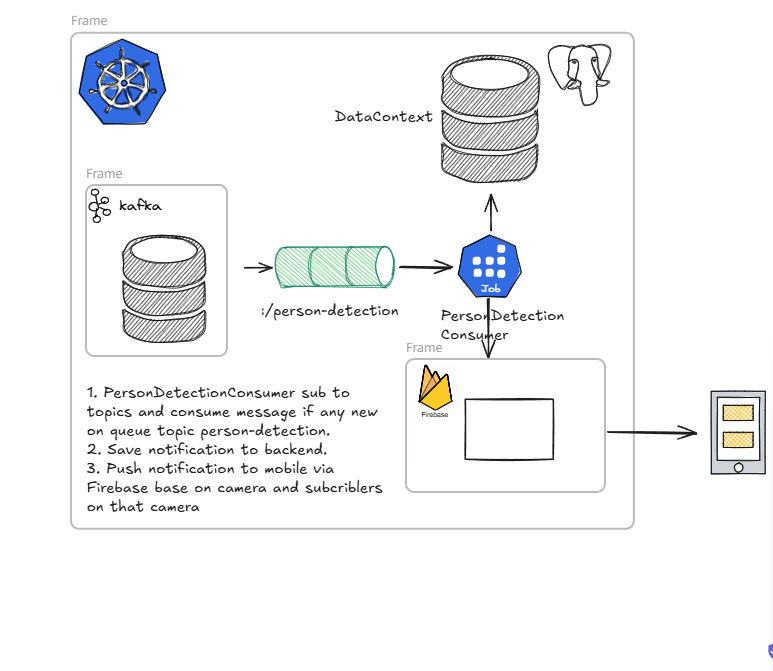 Frame
DataContext
Frame
kafka
Job
:/person-detection
PersonDetection
Consumer
Frame
Firebase
1. PersonDetectionConsumer sub to
topics and consume message if any new
on queue topic person-detection.
2. Save notification to backend.
3. Push notification to mobile via
Firebase base on camera and subcriblers
on that camera